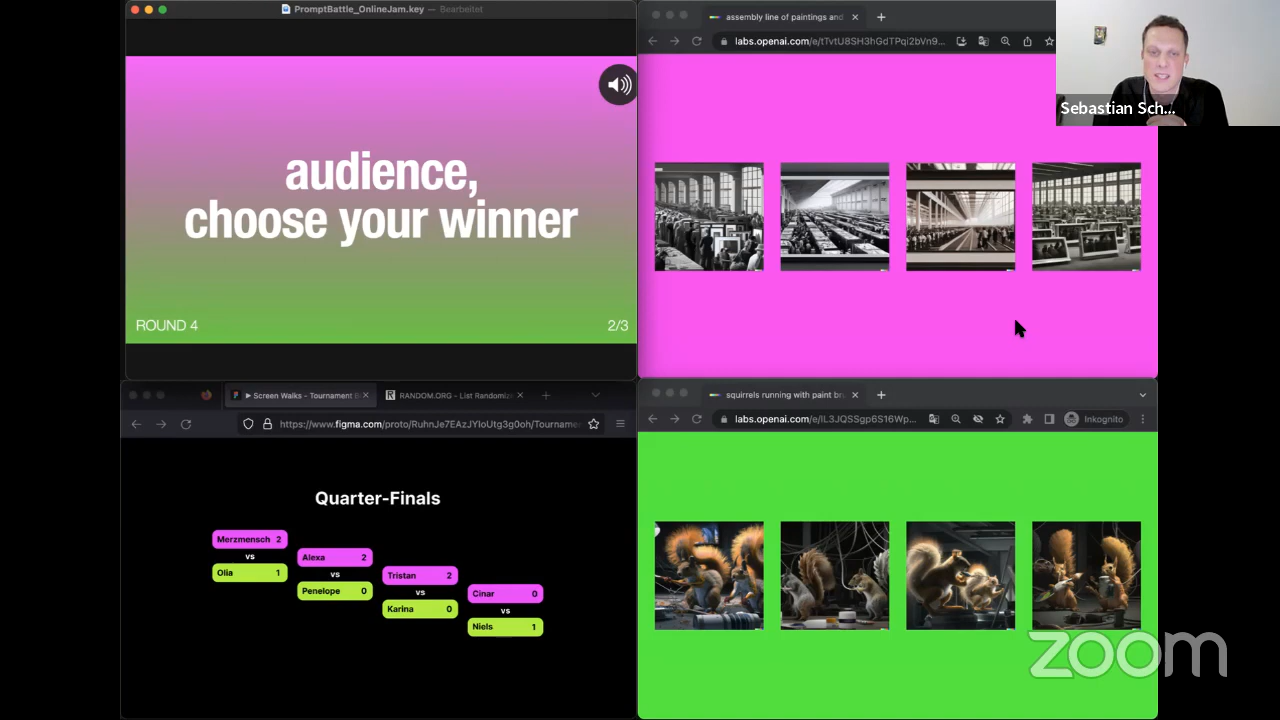 PromptBattle_OnlineJam.key — Bearbeitet
audience,
choose your winner
ROUND 4
2/3
assembly line of paintings and
labs.openai.com/e/tTvtU8SH3hGdTPqi2bVn9...
Sebastian Sch...
Screen Walks - Tournament
RANDOM.ORG - List Randomiz
https://www.figma.com/proto/RuhnJe7EAzJYIoUtg3g0oh/Tourname
Quarter-Finals
Merzmensch 2
vs
Olia 1
Alexa 2
vs
Penelope 0
Tristan 2
vs
Karina 0
Cinar 0
vs
Niels 1
squirrels running with paint br
labs.openai.com/e/lL3JQSSgp6S16Wp...
Inkognito
zoom